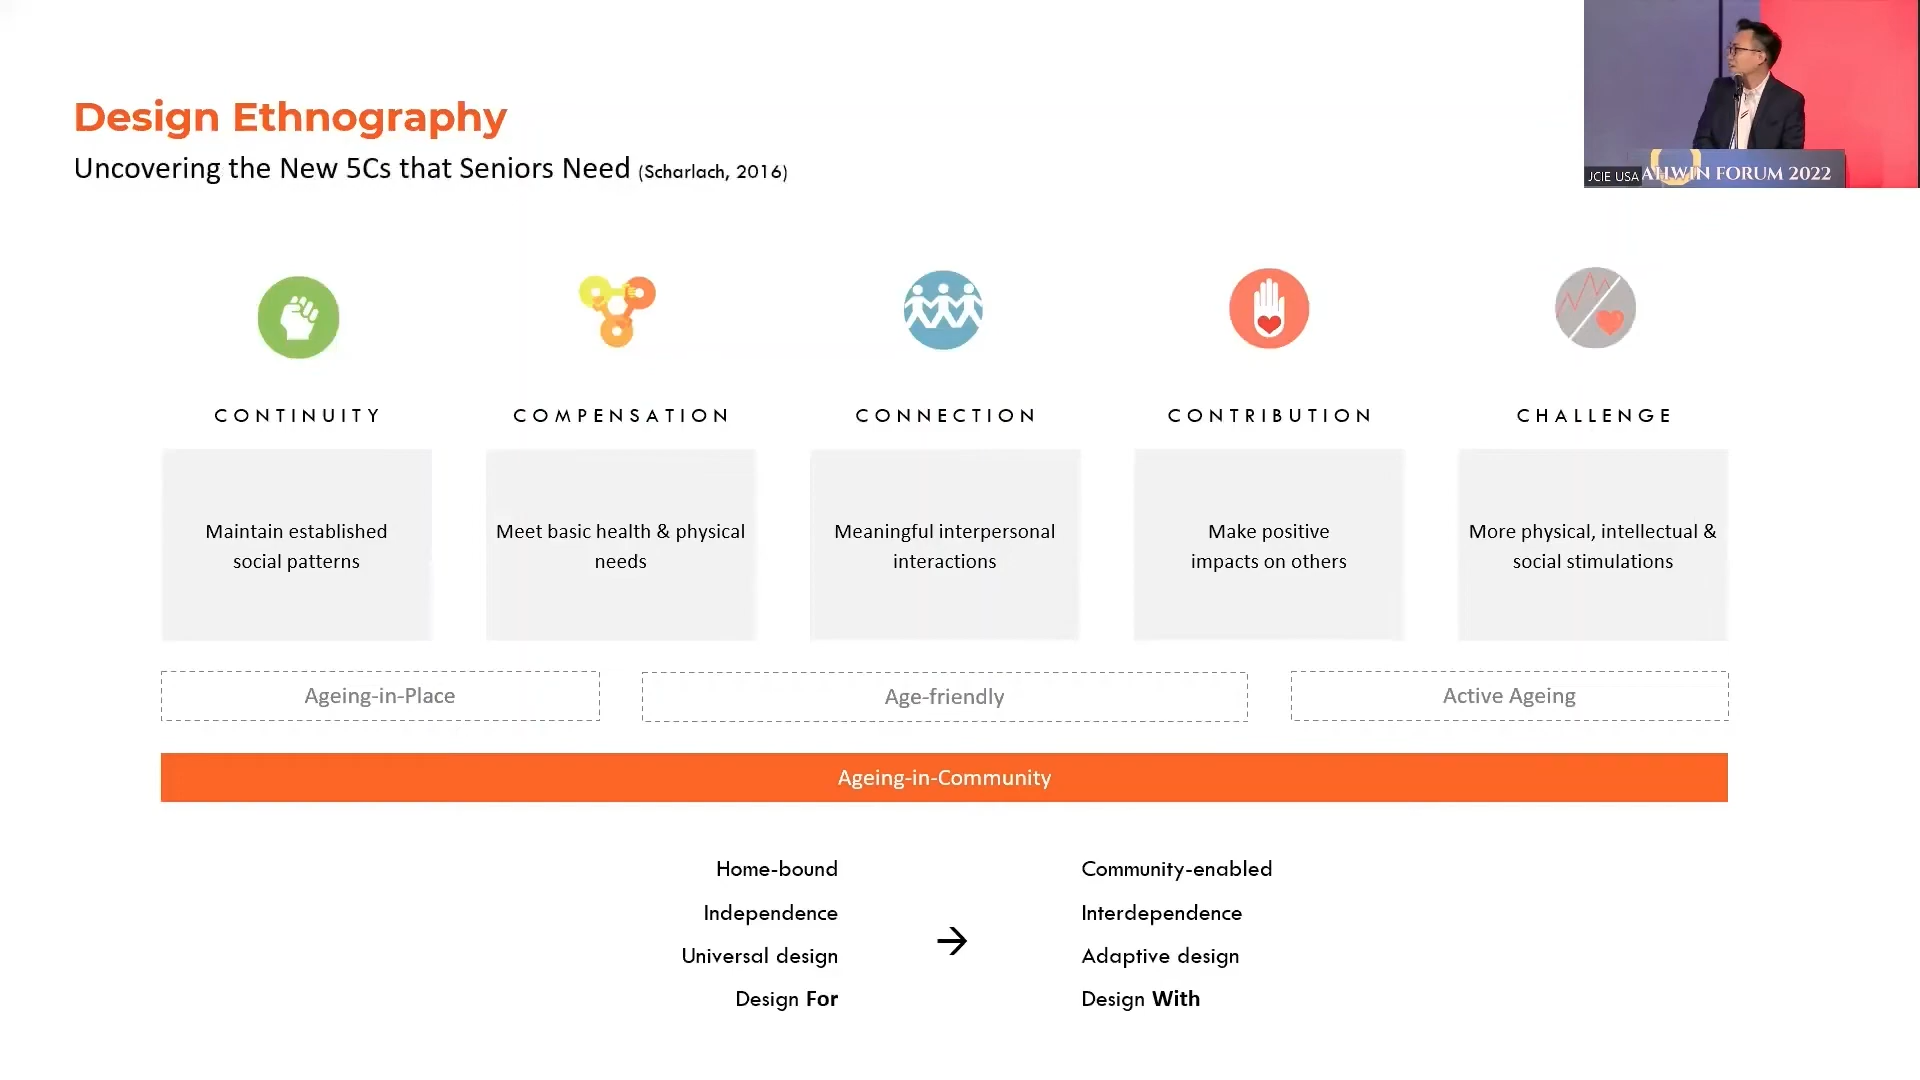 Design Ethnography
Uncovering the New 5Cs that Seniors Need (Scharlach, 2016)
JCIE USA
AHWIN FORUM 2022
CONTINUITY
COMPENSATION
CONNECTION
CONTRIBUTION
CHALLENGE
Maintain established
social patterns
Meet basic health & physical
needs
Meaningful interpersonal
interactions
Make positive
impacts on others
More physical, intellectual &
social stimulations
Ageing-in-Place
Age-friendly
Active Ageing
Ageing-in-Community
Home-bound
Independence
Universal design
Design For
→
Community-enabled
Interdependence
Adaptive design
Design With